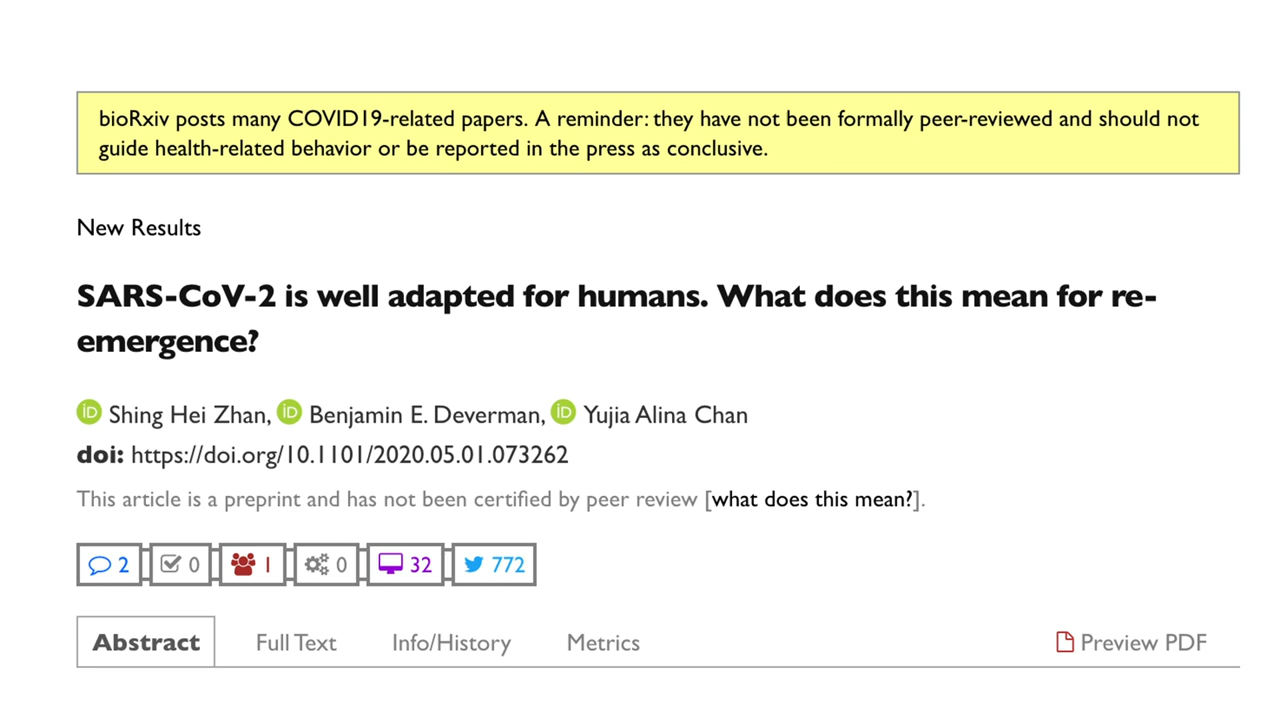 bioRxiv posts many COVID19-related papers. A reminder: they have not been formally peer-reviewed and should not
guide health-related behavior or be reported in the press as conclusive.
New Results
SARS-CoV-2 is well adapted for humans. What does this mean for re-
emergence?
iD Shing Hei Zhan, iD Benjamin E. Deverman, iD Yujia Alina Chan
doi: https://doi.org/10.1101/2020.05.01.073262
This article is a preprint and has not been certified by peer review [what does this mean?].
2 0 1 0 32 772
Abstract Full Text Info/History Metrics Preview PDF